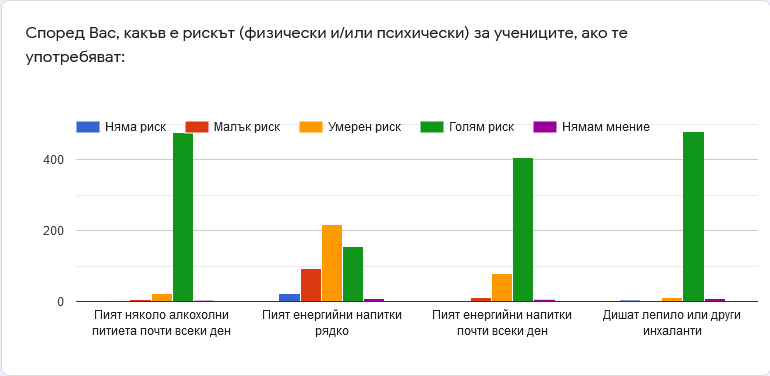 Според Вас, какъв е рискът (физически и/или психически) за учениците, ако те
употребяват:
Няма риск Малък риск Умерен риск Голям риск Нямам мнение
400
200
0
Пият няколо алкохолни
питиета почти всеки ден
Пият енергийни напитки
рядко
Пият енергийни напитки
почти всеки ден
Дишат лепило или други
инхаланти